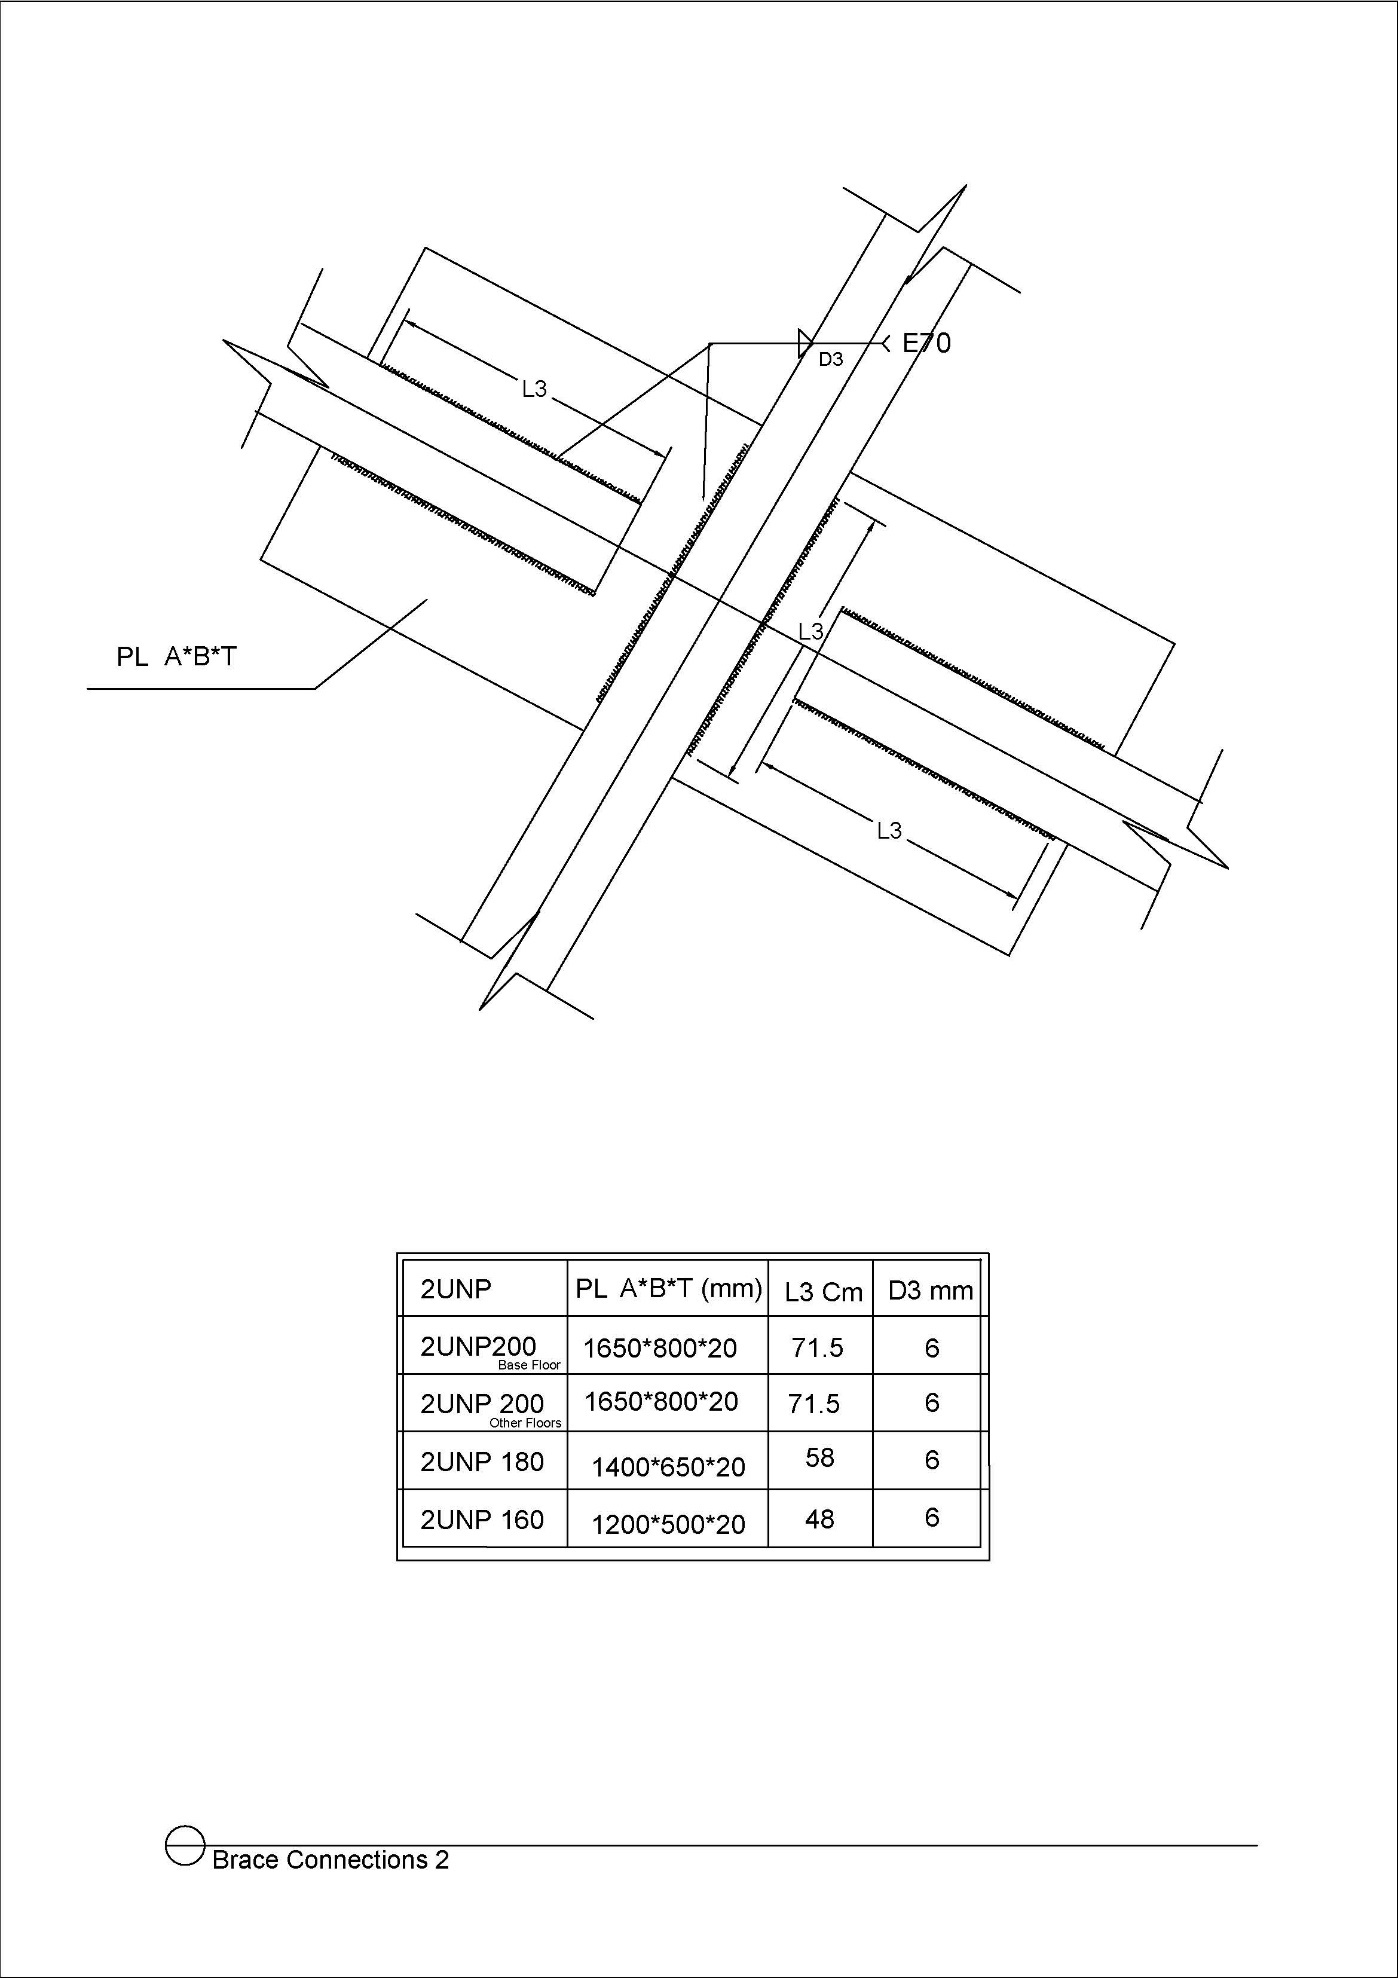 D3
E70
L3
L3
PL A*B*T
L3
2UNP PL A*B*T (mm) L3 Cm D3 mm
2UNP200 1650*800*20 71.5 6
Base Floor
2UNP 200 1650*800*20 71.5 6
Other Floors
2UNP 180 1400*650*20 58 6
2UNP 160 1200*500*20 48 6
Brace Connections 2